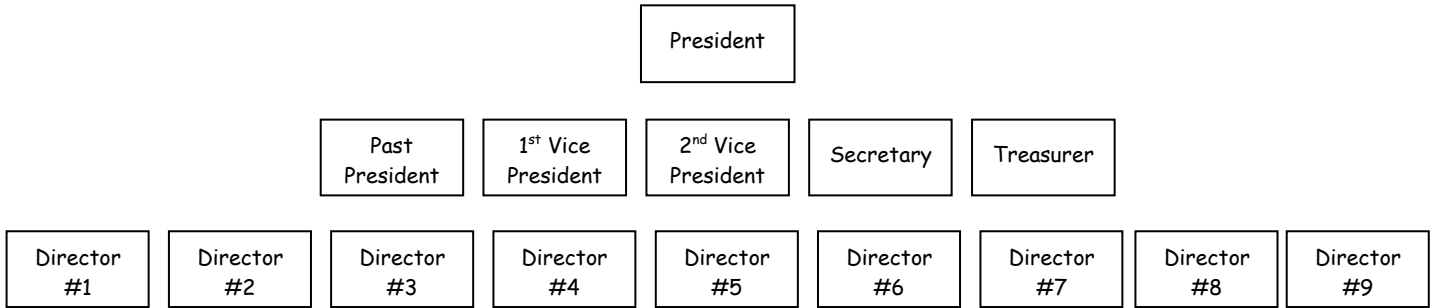 President
Past
President
1st Vice
President
2nd Vice
President
Secretary
Treasurer
Director
#1
Director
#2
Director
#3
Director
#4
Director
#5
Director
#6
Director
#7
Director
#8
Director
#9